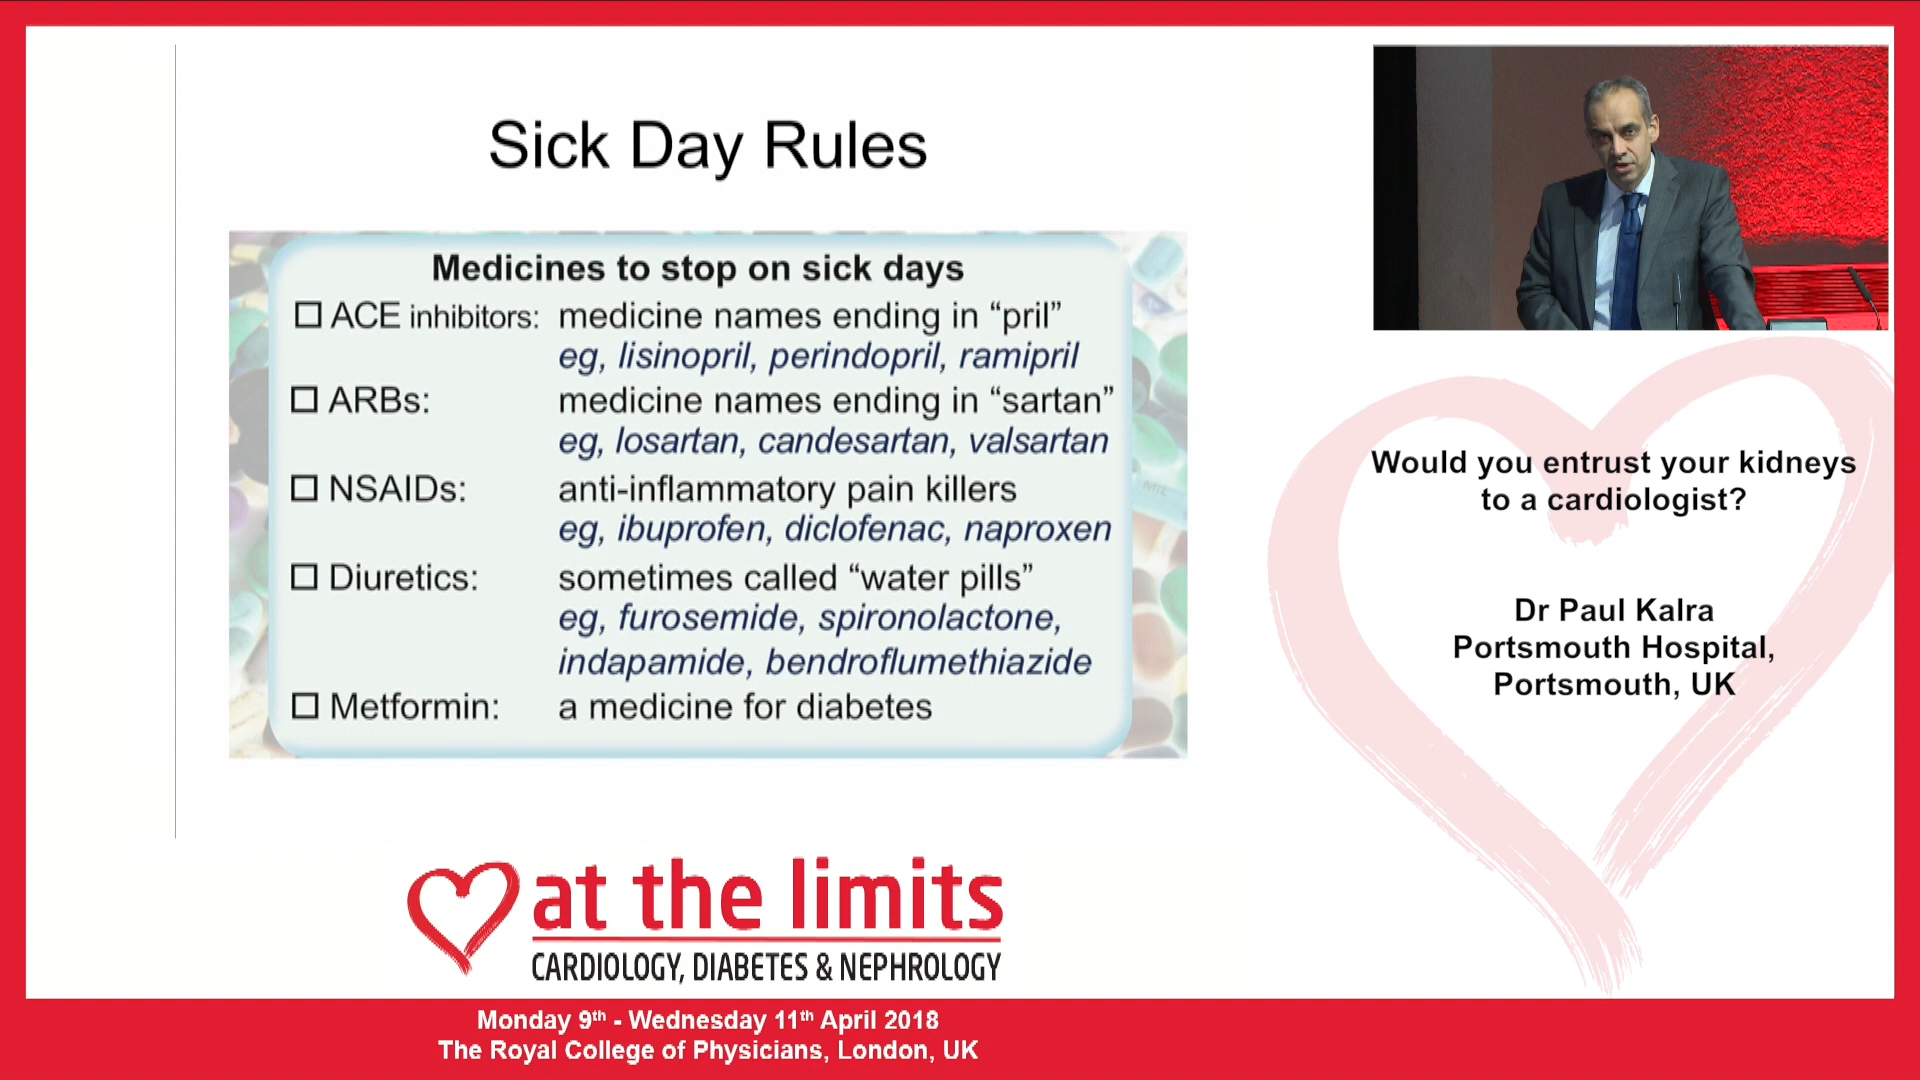 Sick Day Rules
Medicines to stop on sick days
ACE inhibitors: medicine names ending in “pril”
eg, lisinopril, perindopril, ramipril
ARBs: medicine names ending in “sartan”
eg, losartan, candesartan, valsartan
NSAIDs: anti-inflammatory pain killers
eg, ibuprofen, diclofenac, naproxen
Diuretics: sometimes called “water pills”
eg, furosemide, spironolactone,
indapamide, bendroflumethiazide
Metformin: a medicine for diabetes
Would you entrust your kidneys
to a cardiologist?
Dr Paul Kalra
Portsmouth Hospital,
Portsmouth, UK
at the limits
CARDIOLOGY, DIABETES & NEPHROLOGY
Monday 9th - Wednesday 11th April 2018
The Royal College of Physicians, London, UK